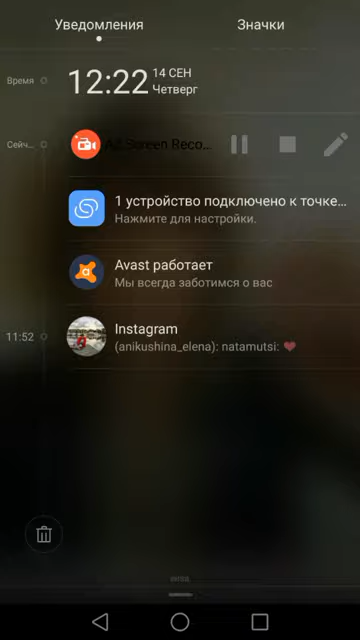 Уведомления
Значки
Время
12:22
14 СЕН
Четверг
Сейч...
AZ Screen Reco...
1 устройство подключено к точке...
Нажмите для настройки.
Avast работает
Мы всегда заботимся о вас
11:52
Instagram
(anikushina_elena): natamutsi: ❤